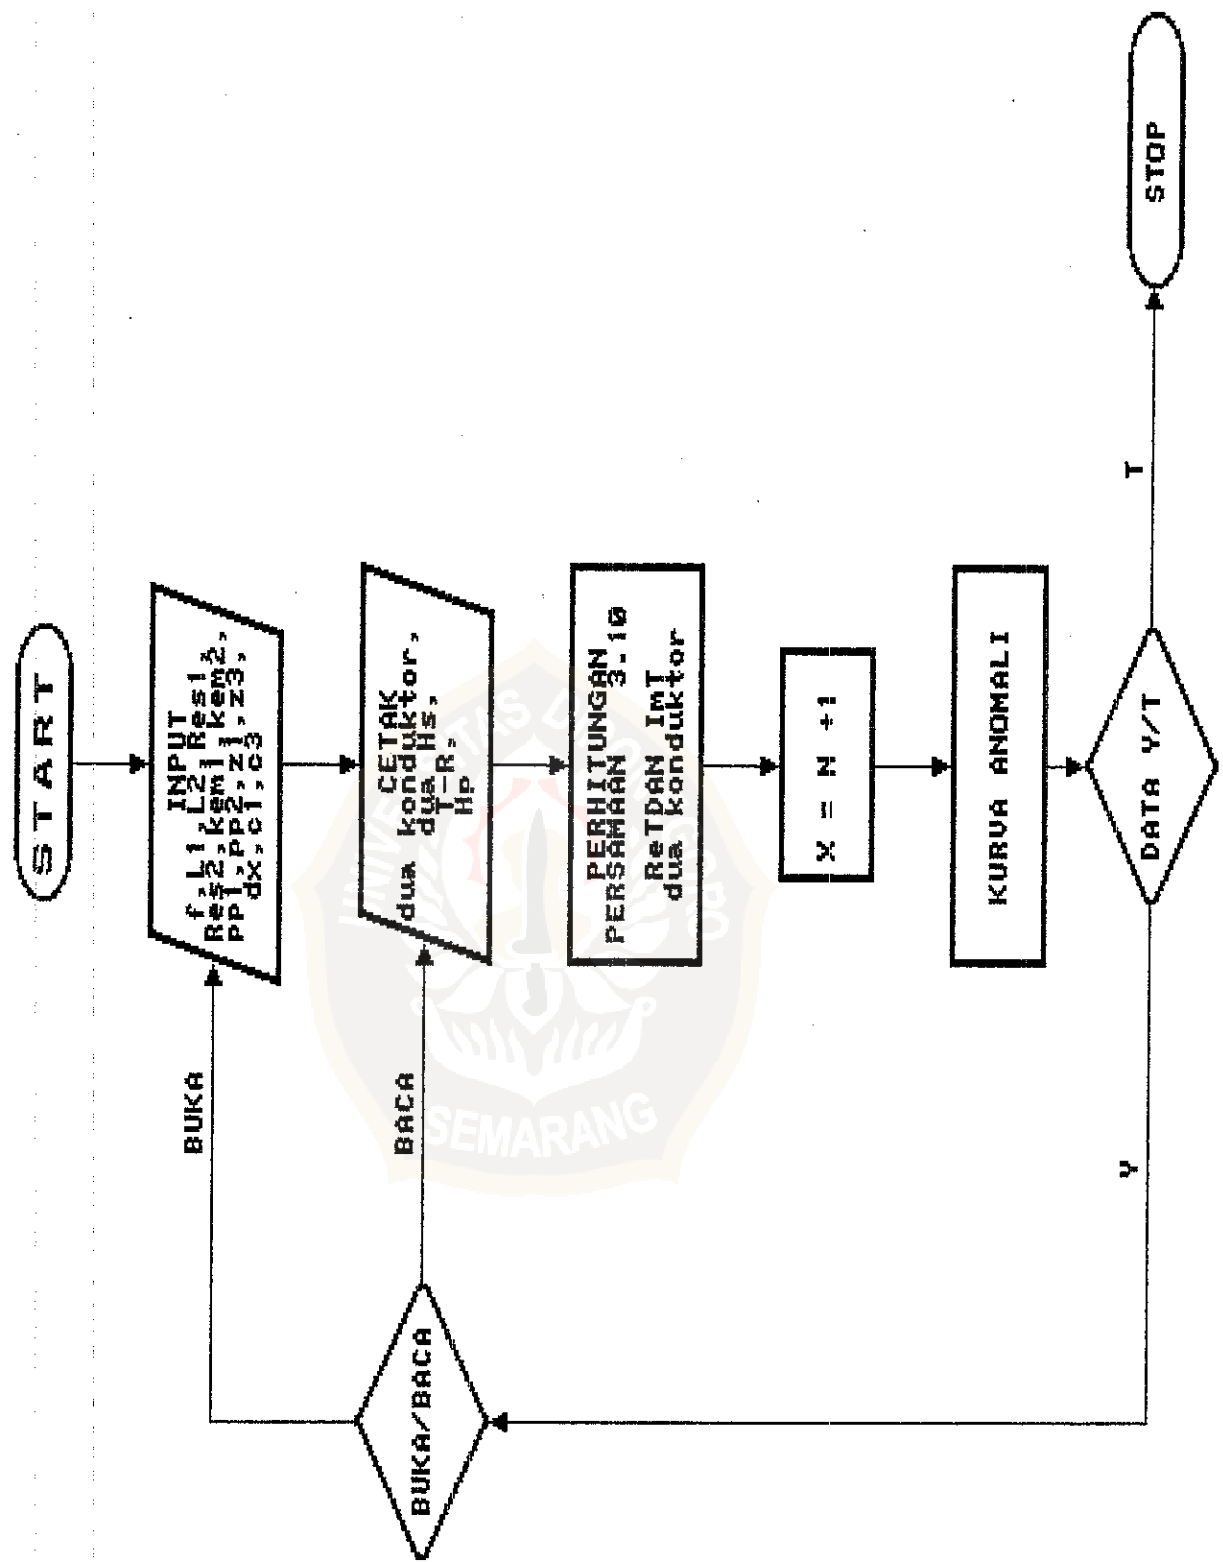 START
INPUT
f,L1,L2,Res1,
Res2,kem1,kem2,
PP1,PP2,z1,z3,
dx,c1,c3
CETAK
dua konduktor,
dua Hs,
T-R,
Hp
PERHITUNGAN
PERSAMAAN 3.10
ReTDAN ImT
dua konduktor
X = N +1
KURVA ANOMALI
DATA Y/T
T
STOP
Y
BUKA/BACA
BUKA
BACA
UNIVERSITAS DIPONEGORO
SEMARANG